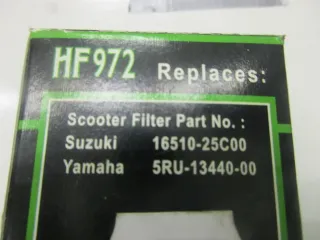 HF972 Replaces:
Scooter Filter Part No. :
Suzuki 16510-25C00
Yamaha 5RU-13440-00